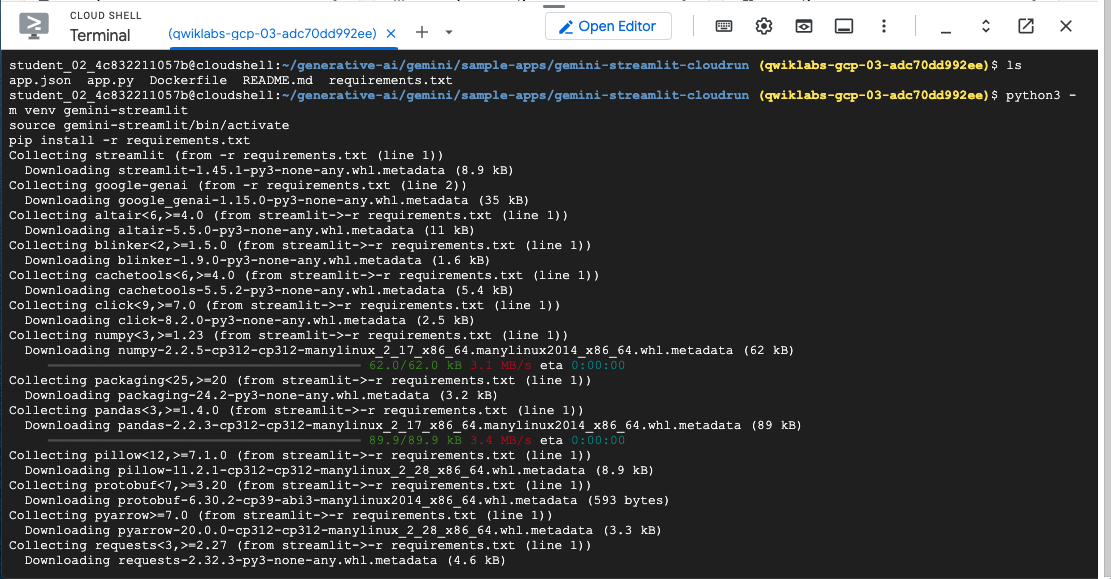 CLOUD SHELL
Terminal
(qwiklabs-gcp-03-adc70dd992ee)
Open Editor
student_02_4c832211057b@cloudshell:~/generative-ai/gemini/sample-apps/gemini-streamlit-cloudrun (qwiklabs-gcp-03-adc70dd992ee)$ ls
app.json  app.py  Dockerfile  README.md  requirements.txt
student_02_4c832211057b@cloudshell:~/generative-ai/gemini/sample-apps/gemini-streamlit-cloudrun (qwiklabs-gcp-03-adc70dd992ee)$ python3 -
m venv gemini-streamlit
source gemini-streamlit/bin/activate
pip install -r requirements.txt
Collecting streamlit (from -r requirements.txt (line 1))
  Downloading streamlit-1.45.1-py3-none-any.whl.metadata (8.9 kB)
Collecting google-genai (from -r requirements.txt (line 2))
  Downloading google_genai-1.15.0-py3-none-any.whl.metadata (35 kB)
Collecting altair<6,>=4.0 (from streamlit->-r requirements.txt (line 1))
  Downloading altair-5.5.0-py3-none-any.whl.metadata (11 kB)
Collecting blinker<2,>=1.5.0 (from streamlit->-r requirements.txt (line 1))
  Downloading blinker-1.9.0-py3-none-any.whl.metadata (1.6 kB)
Collecting cachetools<6,>=4.0 (from streamlit->-r requirements.txt (line 1))
  Downloading cachetools-5.5.2-py3-none-any.whl.metadata (5.4 kB)
Collecting click<9,>=7.0 (from streamlit->-r requirements.txt (line 1))
  Downloading click-8.2.0-py3-none-any.whl.metadata (2.5 kB)
Collecting numpy<3,>=1.23 (from streamlit->-r requirements.txt (line 1))
  Downloading numpy-2.2.5-cp312-cp312-manylinux_2_17_x86_64.manylinux2014_x86_64.whl.metadata (62 kB)
62.0/62.0 kB 3.1 MB/s eta 0:00:00
Collecting packaging<25,>=20 (from streamlit->-r requirements.txt (line 1))
  Downloading packaging-24.2-py3-none-any.whl.metadata (3.2 kB)
Collecting pandas<3,>=1.4.0 (from streamlit->-r requirements.txt (line 1))
  Downloading pandas-2.2.3-cp312-cp312-manylinux_2_17_x86_64.manylinux2014_x86_64.whl.metadata (89 kB)
89.9/89.9 kB 3.4 MB/s eta 0:00:00
Collecting pillow<12,>=7.1.0 (from streamlit->-r requirements.txt (line 1))
  Downloading pillow-11.2.1-cp312-cp312-manylinux_2_28_x86_64.whl.metadata (8.9 kB)
Collecting protobuf<7,>=3.20 (from streamlit->-r requirements.txt (line 1))
  Downloading protobuf-6.30.2-cp39-abi3-manylinux2014_x86_64.whl.metadata (593 bytes)
Collecting pyarrow>=7.0 (from streamlit->-r requirements.txt (line 1))
  Downloading pyarrow-20.0.0-cp312-cp312-manylinux_2_28_x86_64.whl.metadata (3.3 kB)
Collecting requests<3,>=2.27 (from streamlit->-r requirements.txt (line 1))
  Downloading requests-2.32.3-py3-none-any.whl.metadata (4.6 kB)